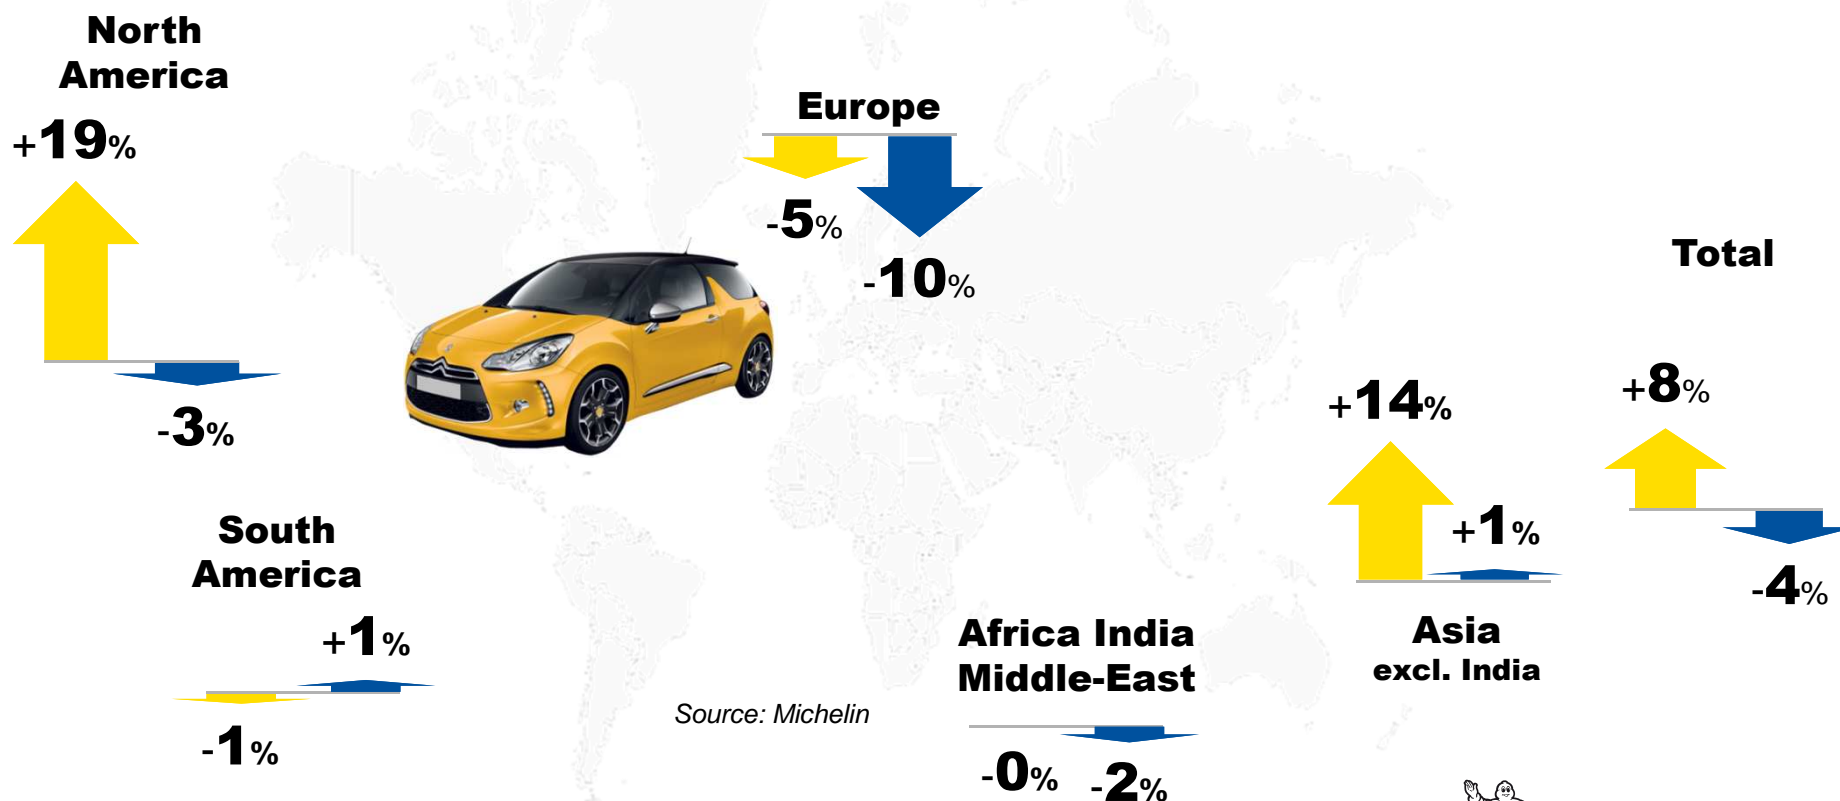 North
America
+19%
-3%
Europe
-5%
-10%
Total
+8%
-4%
+14%
+1%
Asia
excl. India
South
America
+1%
-1%
Africa India
Middle-East
-0%
-2%
Source: Michelin